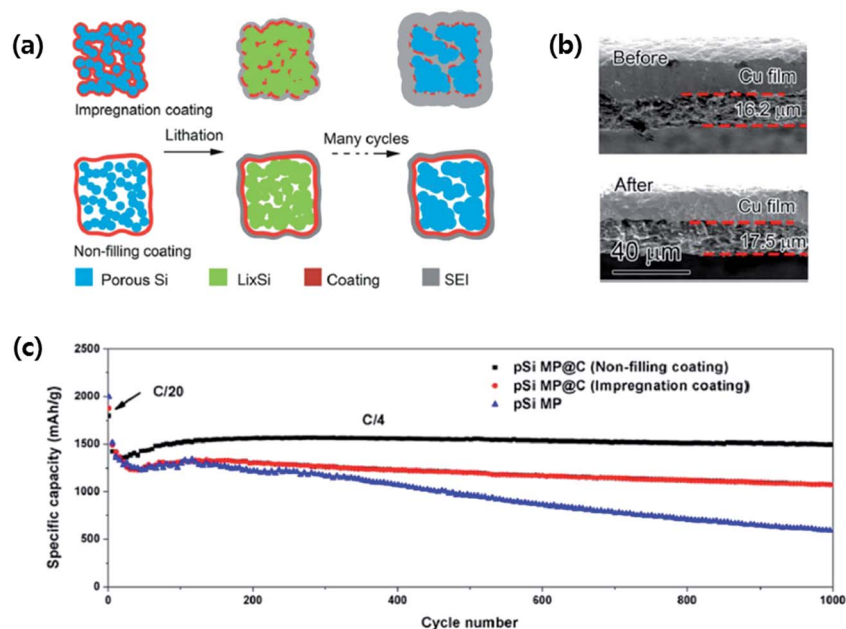 (a)
Impregnation coating
Lithation
Many cycles
Non-filling coating
Porous Si
LixSi
Coating
SEI
(b)
Before
Cu film
16.2 μm
After
Cu film
17.5 μm
40 μm
(c)
Specific capacity (mAh/g)
2500
2000
1500
1000
500
0
C/20
C/4
pSi MP@C (Non-filling coating)
pSi MP@C (Impregnation coating)
pSi MP
0
200
400
600
800
1000
Cycle number